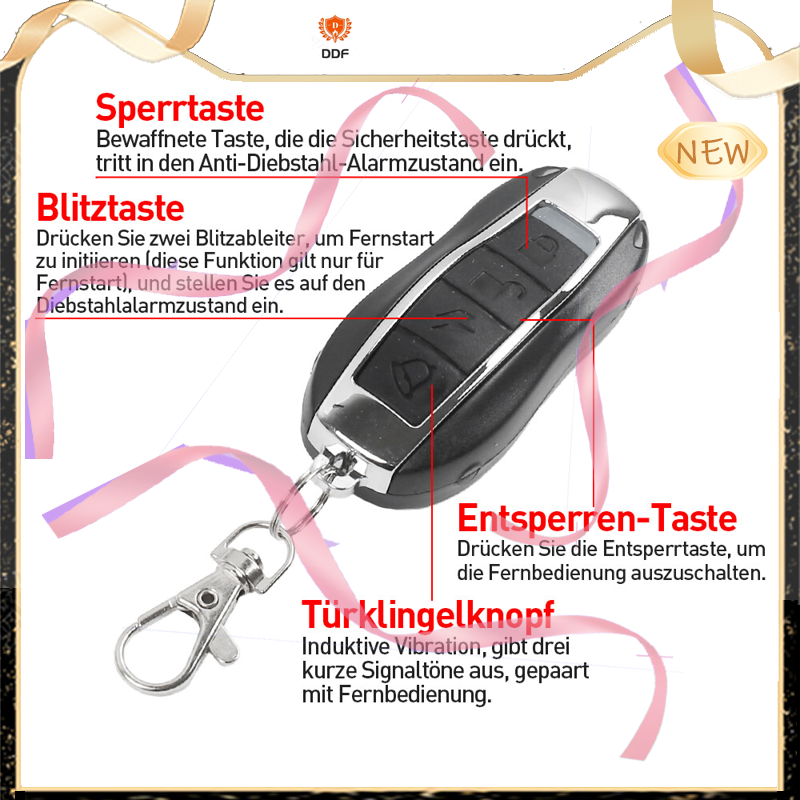 DDF
NEW
Sperrtaste
Bewaffnete Taste, die die Sicherheitstaste drückt,
tritt in den Anti-Diebstahl-Alarmzustand ein.
Blitztaste
Drücken Sie zwei Blitzableiter, um Fernstart
zu initiieren (diese Funktion gilt nur für
Fernstart), und stellen Sie es auf den
Diebstahlalarmzustand ein.
Entsperren-Taste
Drücken Sie die Entsperrtaste, um
die Fernbedienung auszuschalten.
Türklingelknopf
Induktive Vibration, gibt drei
kurze Signaltöne aus, gepaart
mit Fernbedienung.